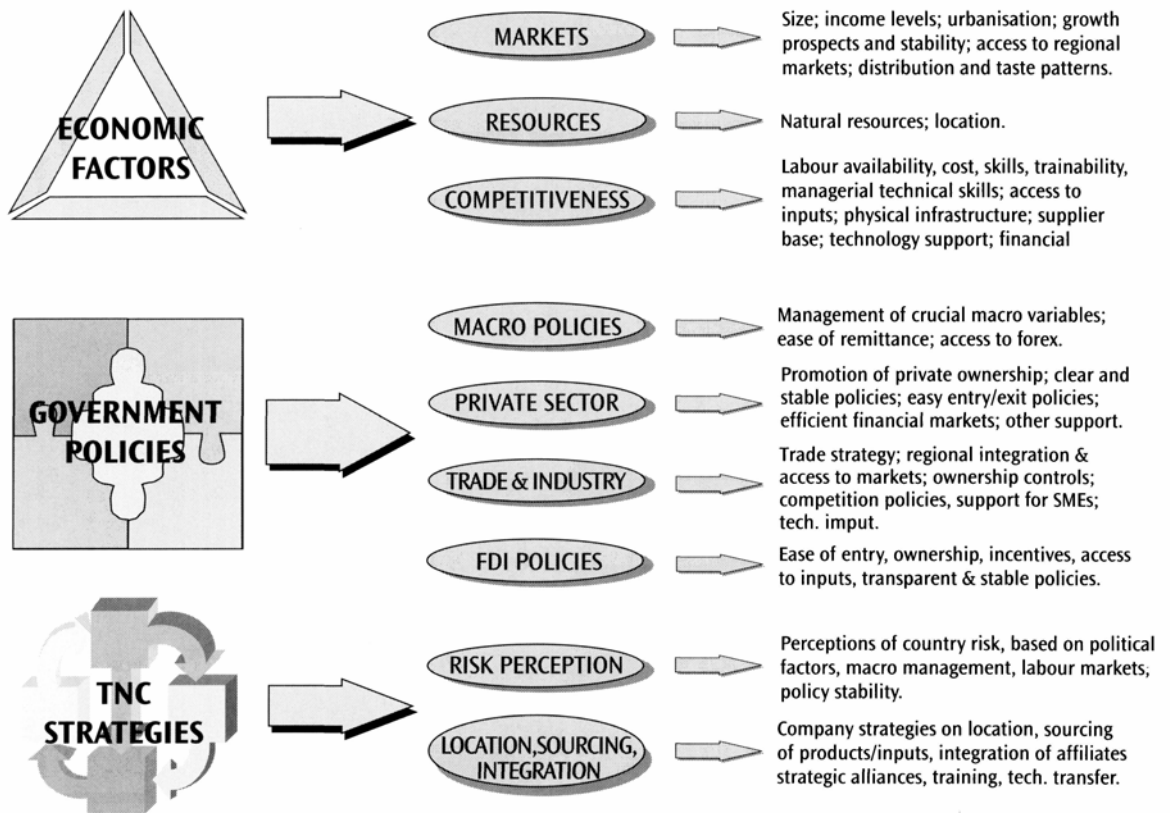 ECONOMIC
FACTORS
MARKETS
Size; income levels; urbanisation; growth
prospects and stability; access to regional
markets; distribution and taste patterns.
RESOURCES
Natural resources; location.
COMPETITIVENESS
Labour availability, cost, skills, trainability,
managerial technical skills; access to
inputs; physical infrastructure; supplier
base; technology support; financial
GOVERNMENT
POLICIES
MACRO POLICIES
Management of crucial macro variables;
ease of remittance; access to forex.
PRIVATE SECTOR
Promotion of private ownership; clear and
stable policies; easy entry/exit policies;
efficient financial markets; other support.
TRADE & INDUSTRY
Trade strategy; regional integration &
access to markets; ownership controls;
competition policies, support for SMEs;
tech. imput.
FDI POLICIES
Ease of entry, ownership, incentives, access
to inputs, transparent & stable policies.
TNC
STRATEGIES
RISK PERCEPTION
Perceptions of country risk, based on political
factors, macro management, labour markets,
policy stability.
LOCATION,SOURCING,
INTEGRATION
Company strategies on location, sourcing
of products/inputs, integration of affiliates
strategic alliances, training, tech. transfer.